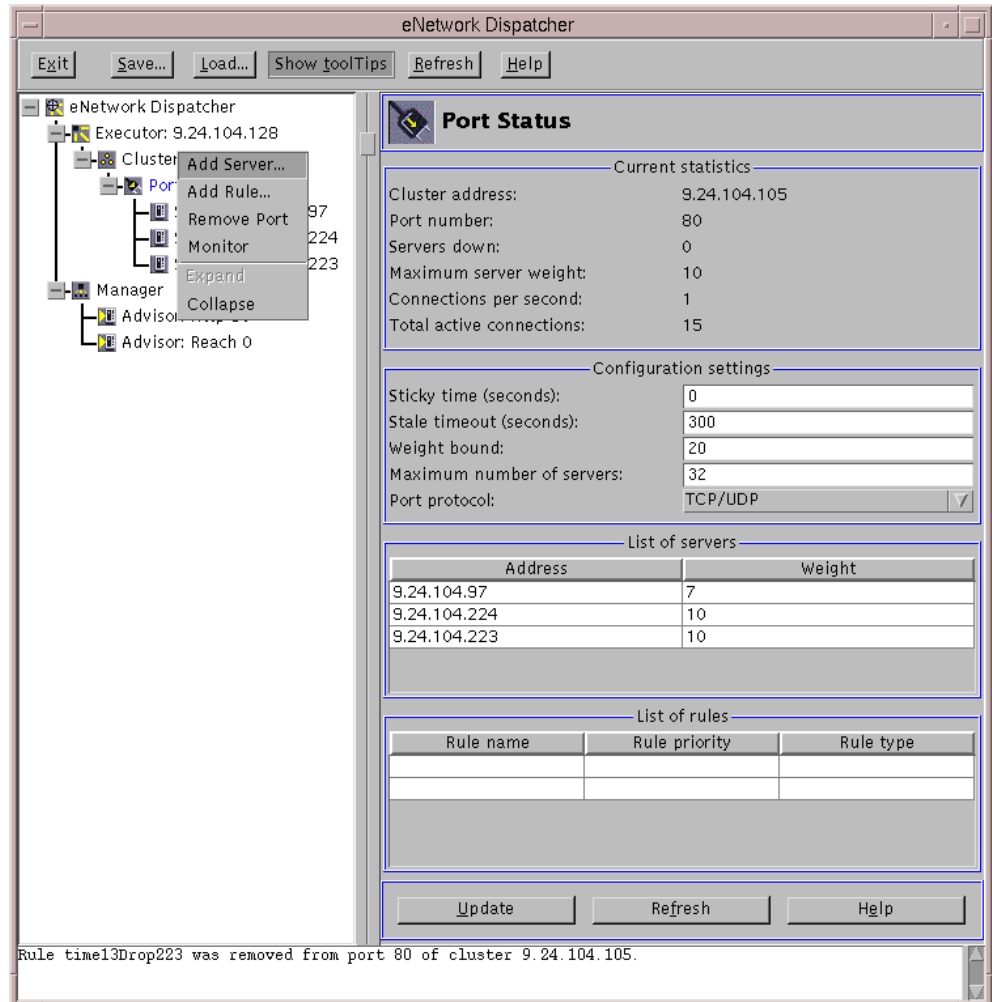 eNetwork Dispatcher
Exit Save... Load... Show toolTips Refresh Help
eNetwork Dispatcher
Executor: 9.24.104.128
Cluster
Port
97
224
223
Manager
Advisor:
Advisor: Reach 0
Add Server...
Add Rule...
Remove Port
Monitor
Expand
Collapse
Port Status
Current statistics
Cluster address: 9.24.104.105
Port number: 80
Servers down: 0
Maximum server weight: 10
Connections per second: 1
Total active connections: 15
Configuration settings
Sticky time (seconds): 0
Stale timeout (seconds): 300
Weight bound: 20
Maximum number of servers: 32
Port protocol: TCP/UDP
List of servers
Address Weight
9.24.104.97 7
9.24.104.224 10
9.24.104.223 10
List of rules
Rule name Rule priority Rule type
Update Refresh Help
Rule time13Drop223 was removed from port 80 of cluster 9.24.104.105.